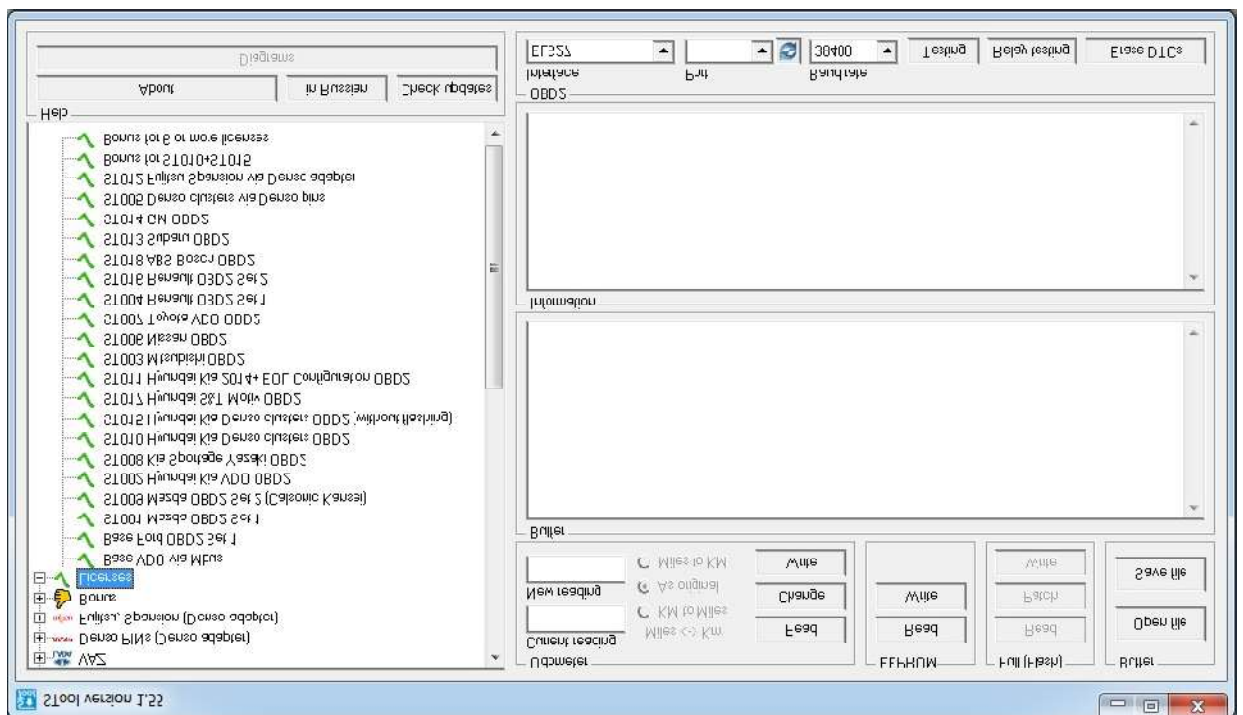 STool version 1.55
VAZ
Denso PINs (Denso adapter)
Fujitsu, Spansion (Denso adapter)
Bonus
Licenses
Base VDO via Mbus
Base Ford OBD2 Set 1
ST001 Mazda OBD2 Set 1
ST009 Mazda OBD2 Set 2 (Calsonic Kansei)
ST002 Hyundai Kia VDO OBD2
ST008 Kia Sportage Yazaki OBD2
ST010 Hyundai Kia Denso clusters OBD2
ST015 Hyundai Kia Denso clusters OBD2 (without flashing)
ST017 Hyundai S&T Motiv OBD2
ST011 Hyundai Kia 2014+ EOL Configuration OBD2
ST003 Mitsubishi OBD2
ST006 Nissan OBD2
ST007 Toyota VDO OBD2
ST004 Renault OBD2 Set 1
ST016 Renault OBD2 Set 2
ST018 ABS Bosch OBD2
ST013 Subaru OBD2
ST014 GM OBD2
ST005 Denso clusters via Denso pins
ST012 Fujitsu Spansion via Denso adapter
Bonus for ST010+ST015
Bonus for 6 or more licenses
Help
About
in Russian
Check updates
Diagrams
Odometer
Current reading
New reading
Miles <-> Km
KM to Miles
As original
Miles to KM
Read
Change
Write
EEPROM
Read
Write
Full (Flash)
Read
Patch
Write
Buffer
Open file
Save file
Buffer
Information
OBD2
Interface
Port
Baudrate
EL327
38400
Testing
Relay testing
Erase DTCs